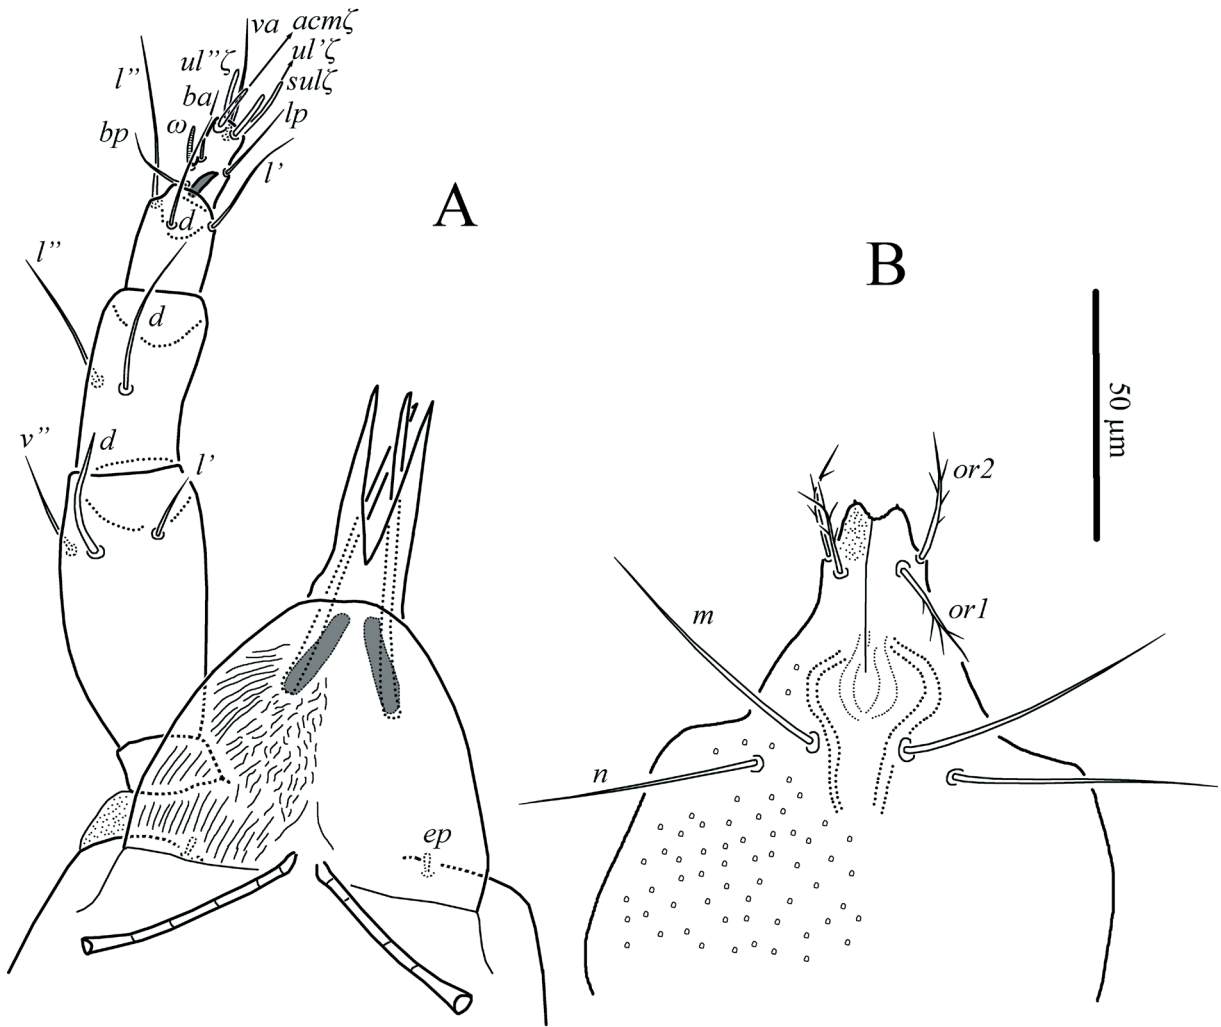 va
acmζ
ul’’ζ
ul’ζ
sulζ
l’’
ba
ω
bp
lp
l’
d
A
l’’
d
v’’
d
l’
ep
B
50 μm
or2
or1
m
n